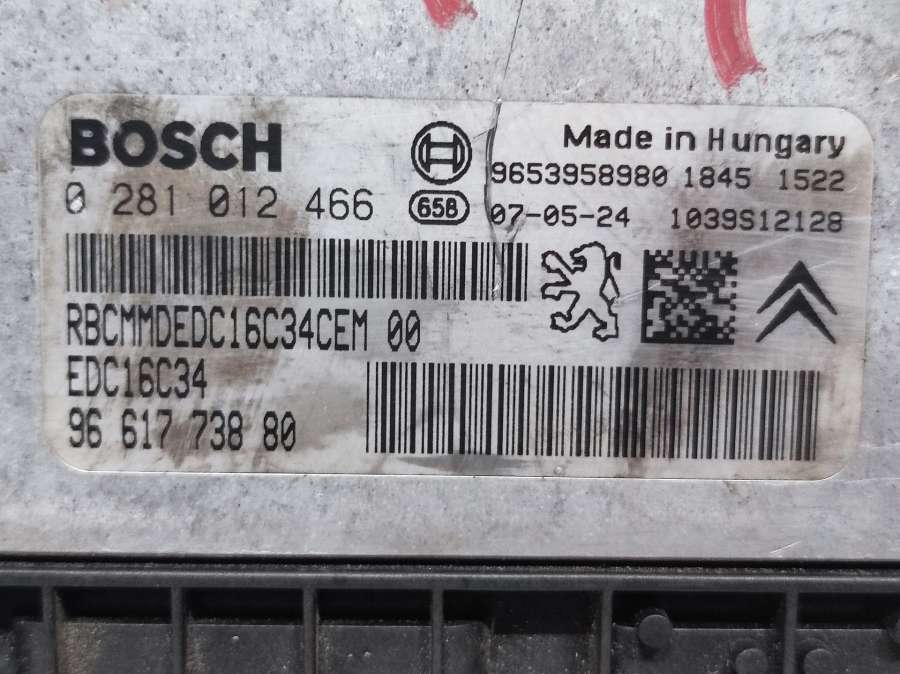 BOSCH
Made in Hungary
0 281 012 466
658
9653958980 1845 1522
07-05-24 1039S12128
RBCMMDEDC16C34CEM 00
EDC16C34
96 617 738 80